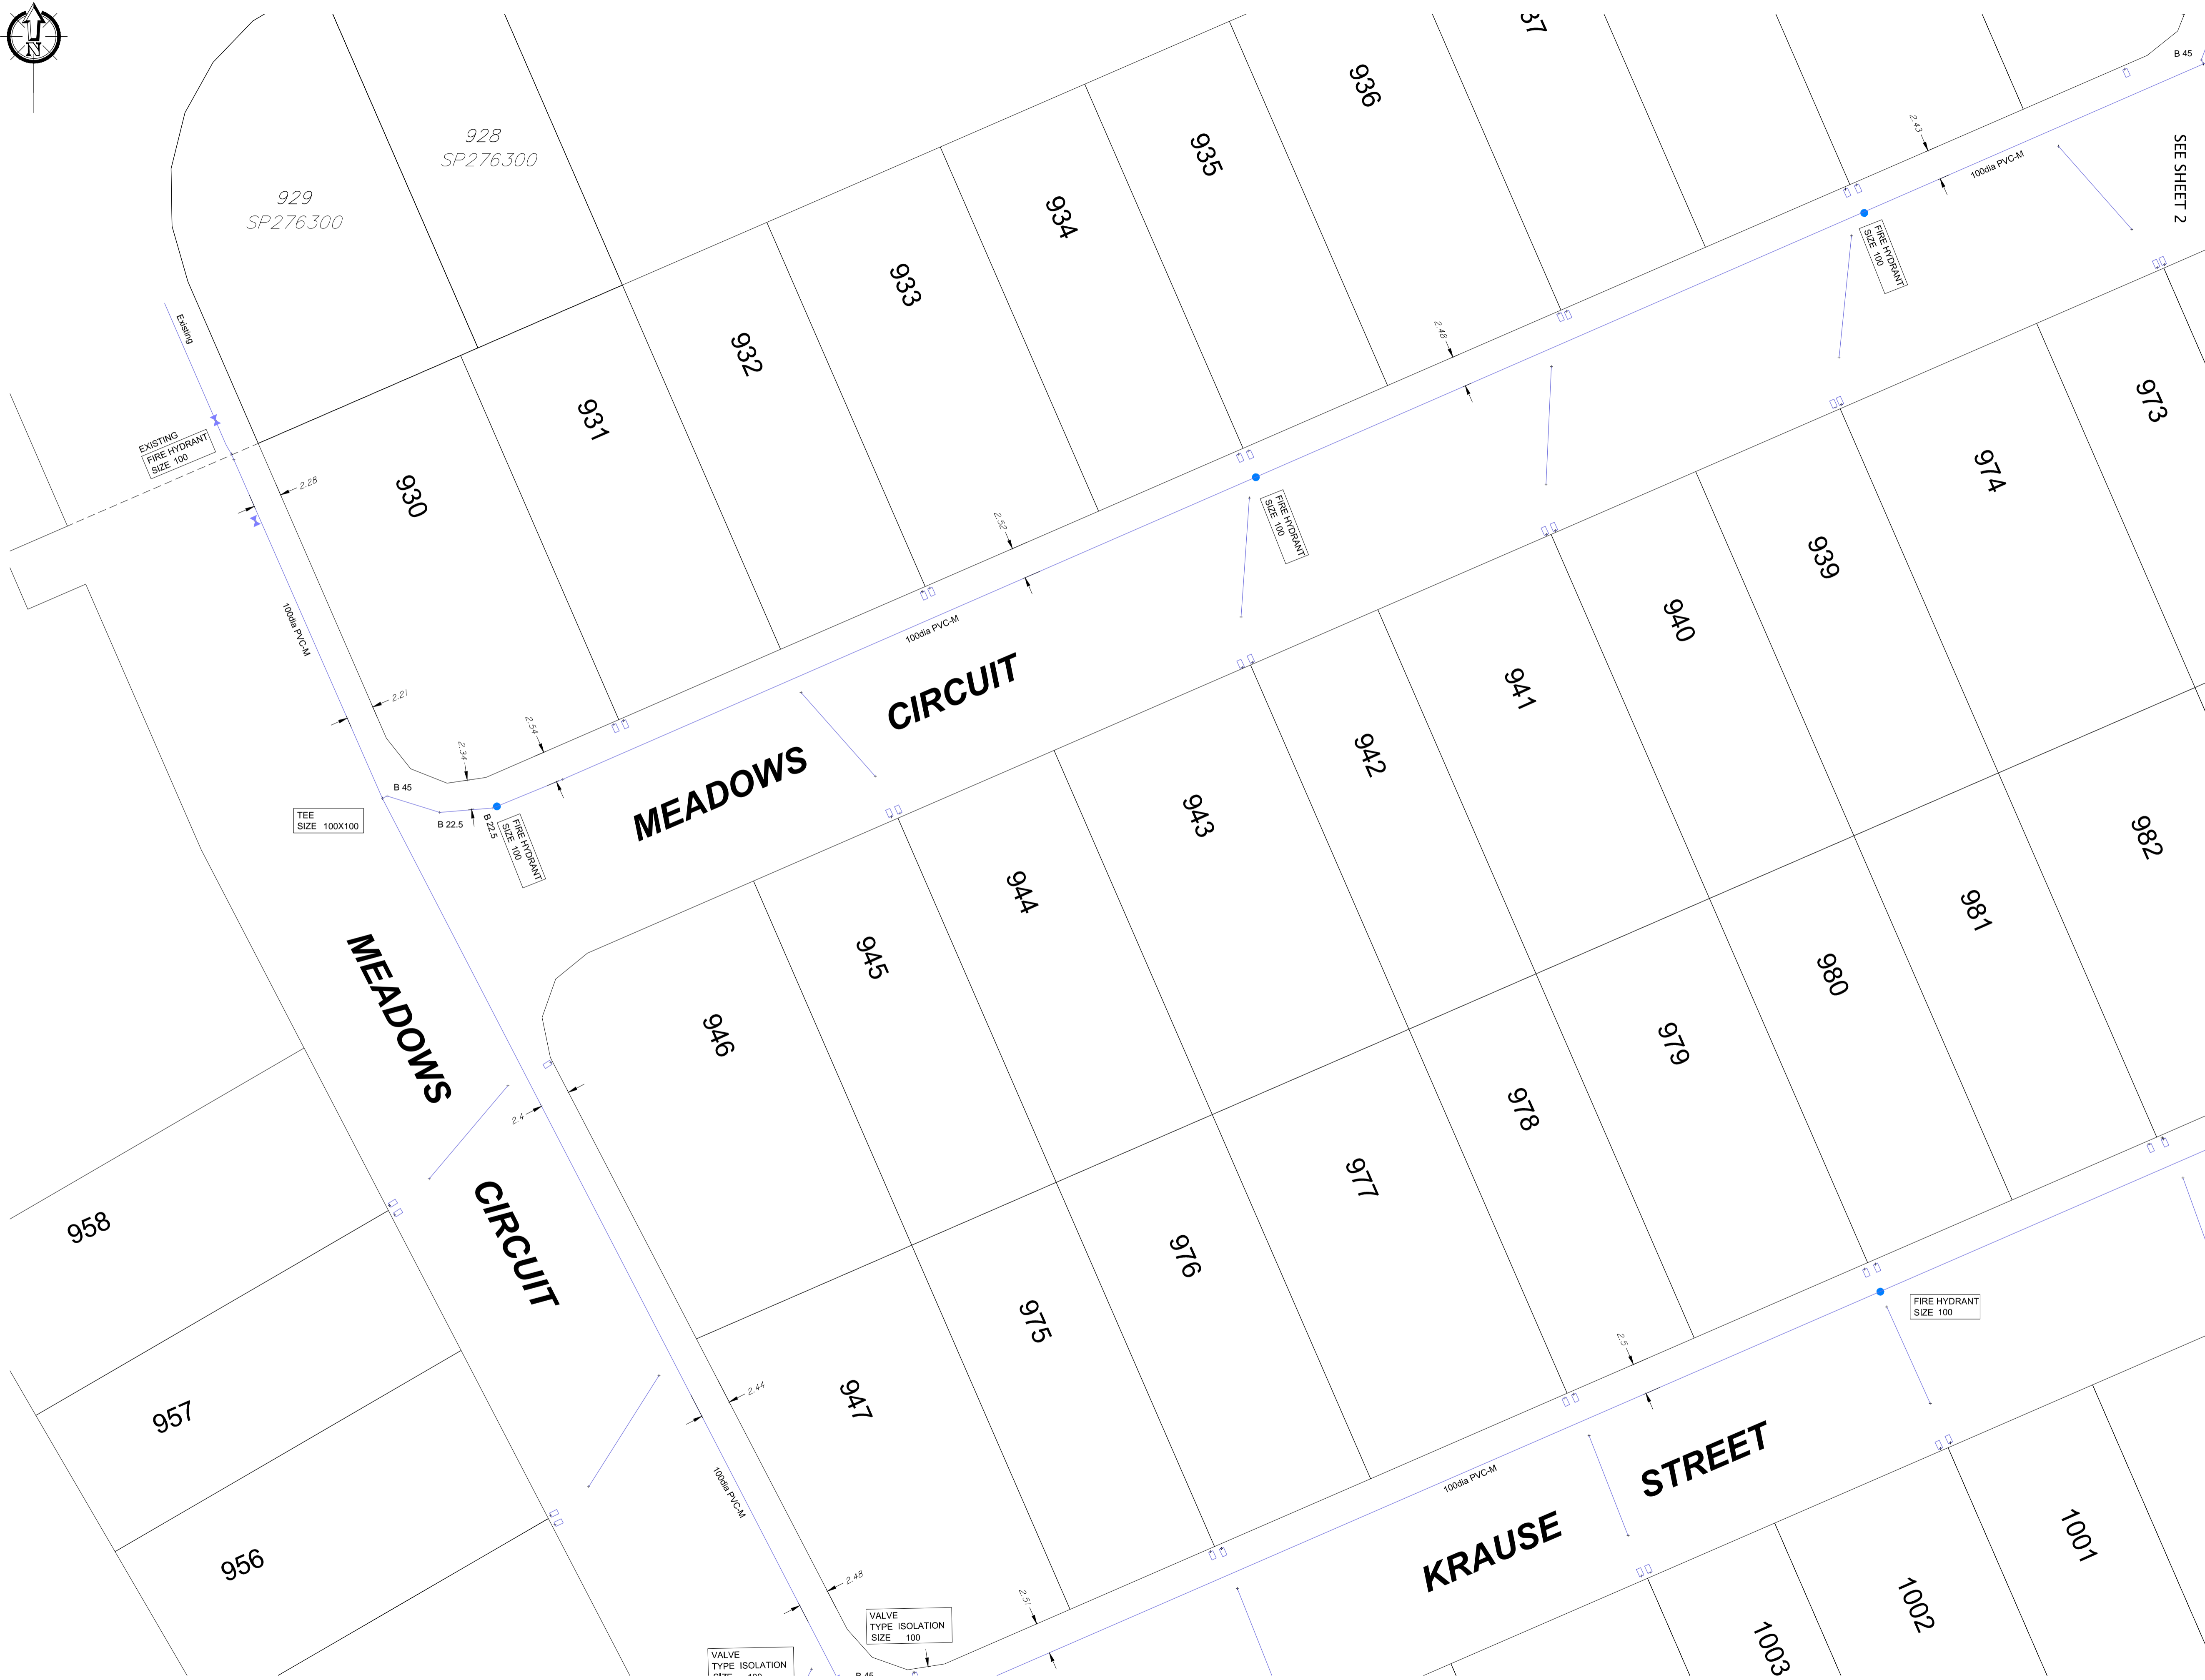 N
928
SP276300
929
SP276300
Existing
EXISTING
FIRE HYDRANT
SIZE 100
2.28
100dia PVC-M
2.21
2.34
2.54
B 45
TEE
SIZE 100X100
B 22.5
B 22.5
FIRE HYDRANT
SIZE 100
930
931
932
933
934
935
936
37
2.52
100dia PVC-M
FIRE HYDRANT
SIZE 100
2.48
FIRE HYDRANT
SIZE 100
2.43
100dia PVC-M
B 45
SEE SHEET 2
MEADOWS CIRCUIT
973
974
939
940
941
942
943
944
945
946
982
981
980
979
978
977
976
975
947
MEADOWS CIRCUIT
2.4
2.44
100dia PVC-M
2.48
958
957
956
VALVE
TYPE ISOLATION
SIZE 100
VALVE
TYPE ISOLATION
SIZE 100
B 45
2.51
2.5
100dia PVC-M
KRAUSE STREET
FIRE HYDRANT
SIZE 100
1001
1002
1003